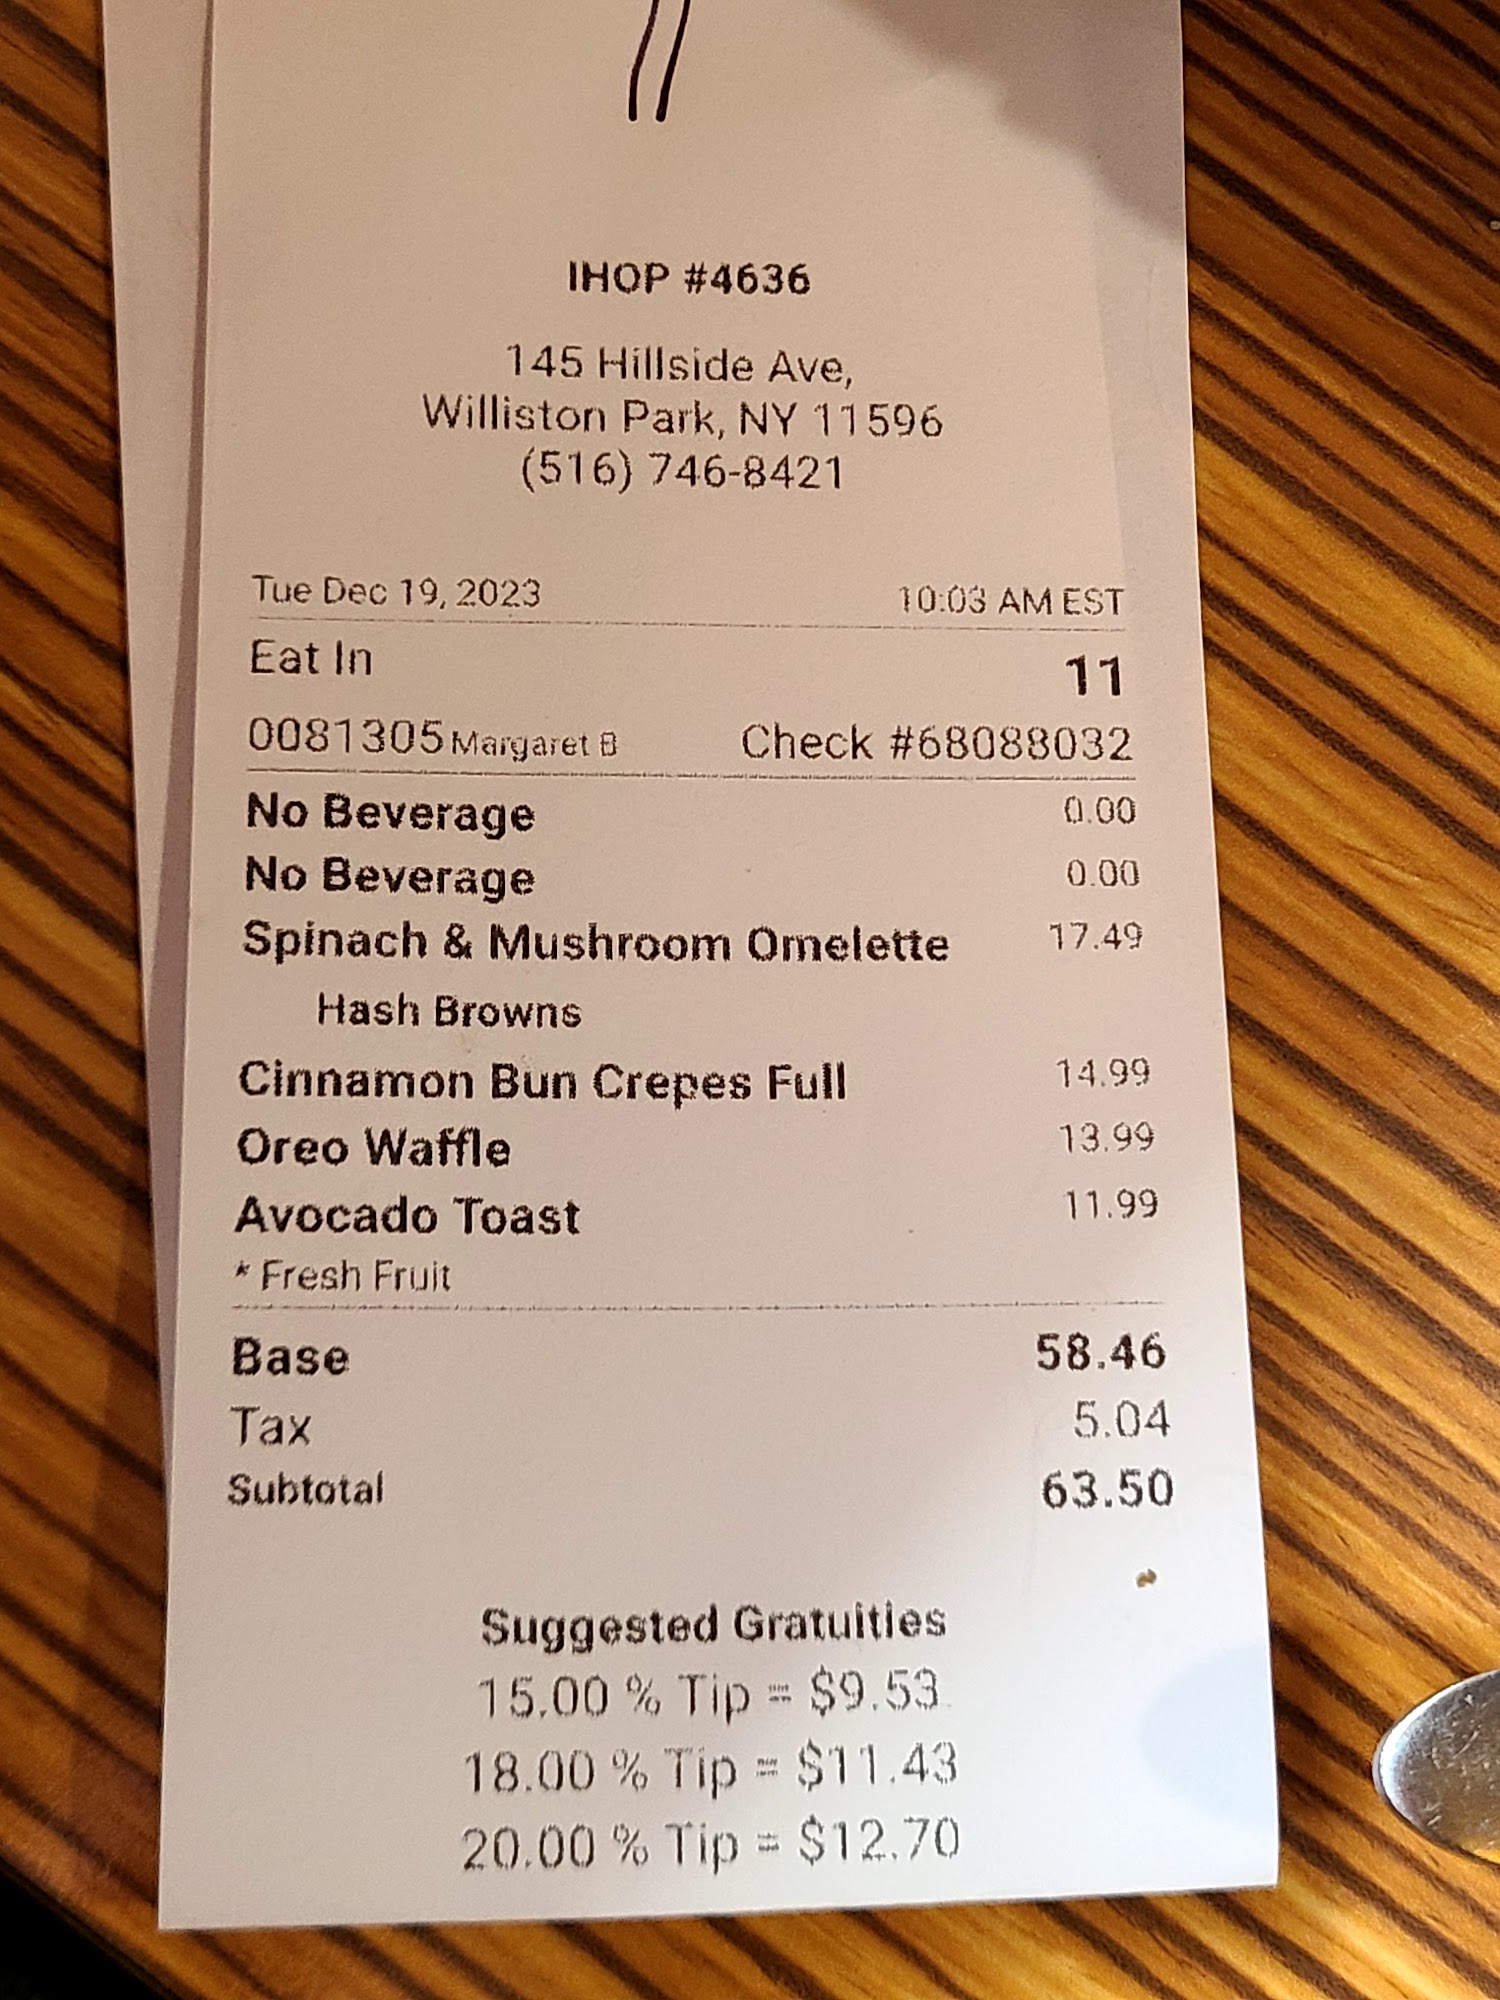 IHOP #4636
145 Hillside Ave,
Williston Park, NY 11596
(516) 746-8421
Tue Dec 19, 2023 10:03 AM EST
Eat In 11
0081305 Margaret B Check #68088032
No Beverage 0.00
No Beverage 0.00
Spinach & Mushroom Omelette 17.49
Hash Browns
Cinnamon Bun Crepes Full 14.99
Oreo Waffle 13.99
Avocado Toast 11.99
* Fresh Fruit
Base 58.46
Tax 5.04
Subtotal 63.50
Suggested Gratuities
15.00 % Tip = $9.53
18.00 % Tip = $11.43
20.00 % Tip = $12.70